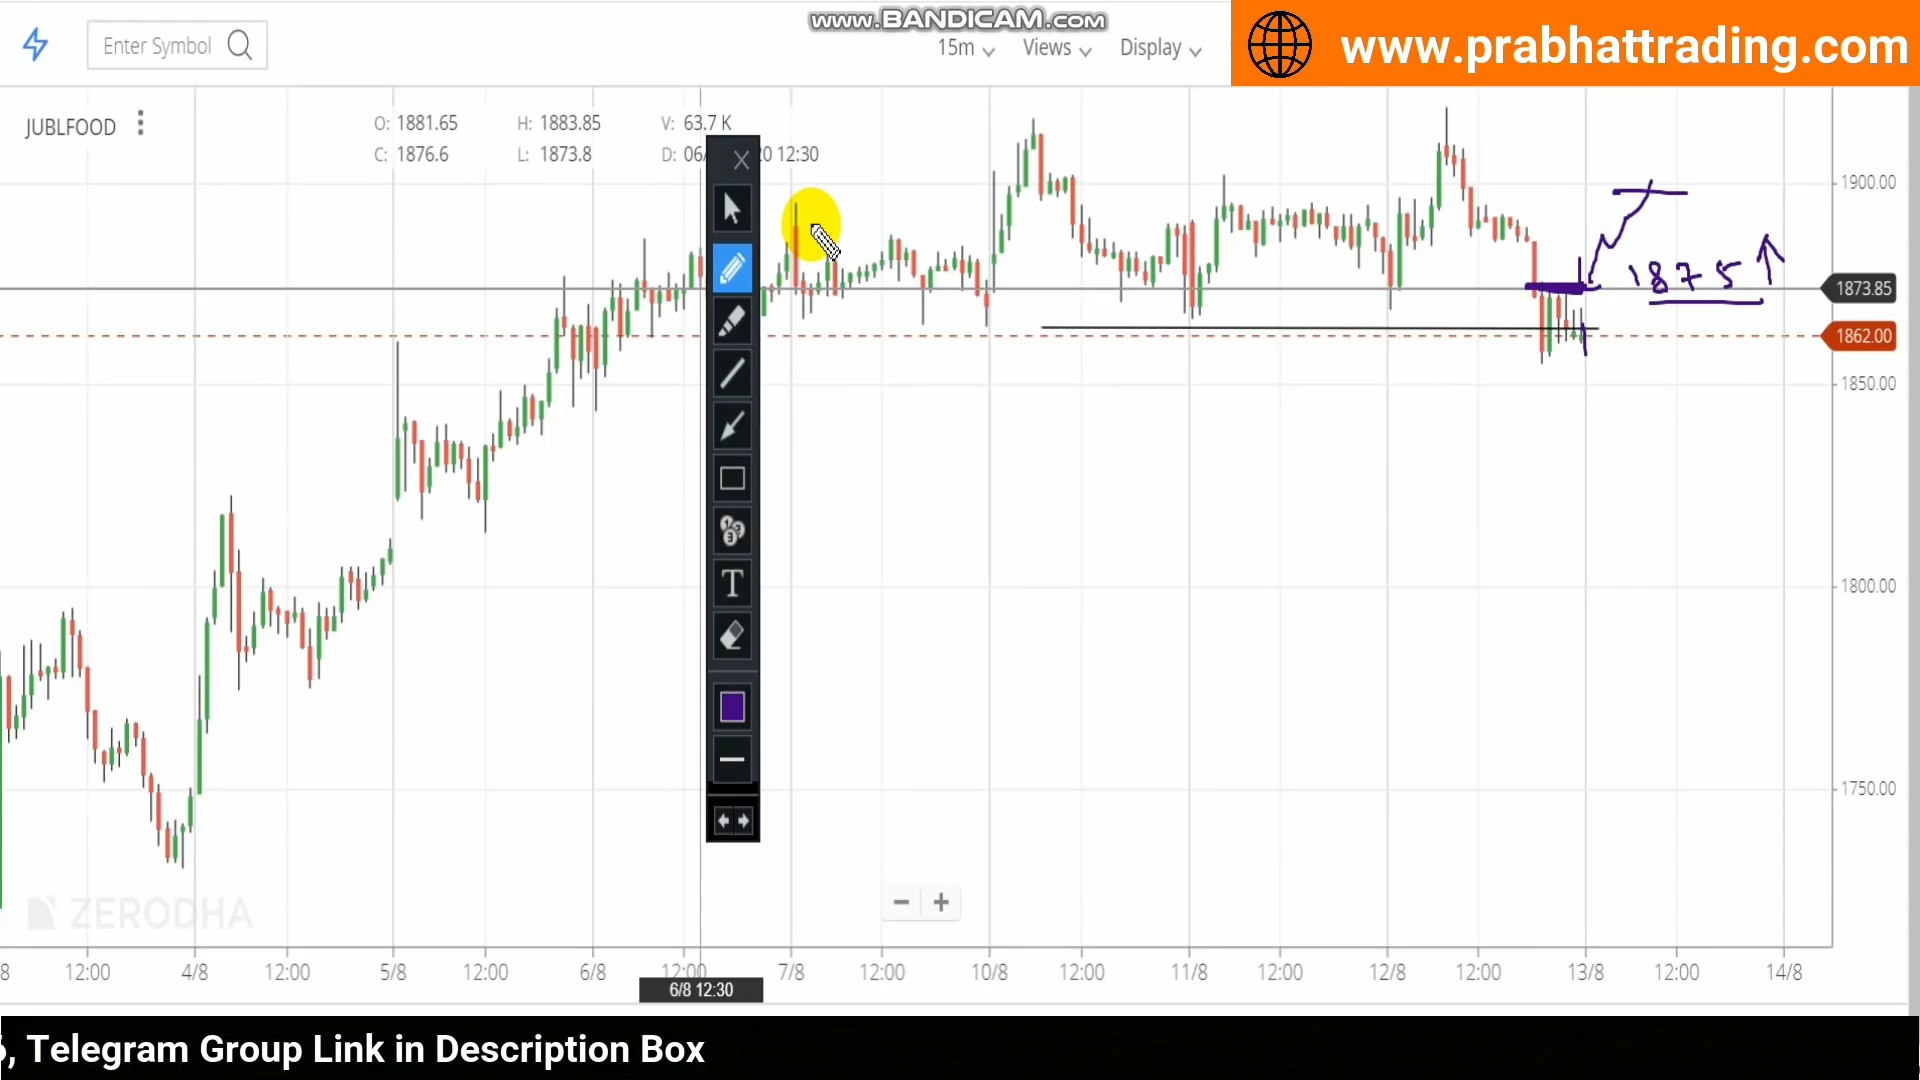 www.BANDICAM.com
Enter Symbol
15m
Views
Display
www.prabhattrading.com
JUBLFOOD
O: 1881.65
H: 1883.85
V: 63.7 K
C: 1876.6
L: 1873.8
D: 06/
20 12:30
1900.00
1875
1873.85
1862.00
1850.00
1800.00
1750.00
T
ZERODHA
8
12:00
4/8
12:00
5/8
12:00
6/8
12:00
7/8
12:00
10/8
12:00
11/8
12:00
12/8
12:00
13/8
12:00
14/8
6/8 12:30
, Telegram Group Link in Description Box